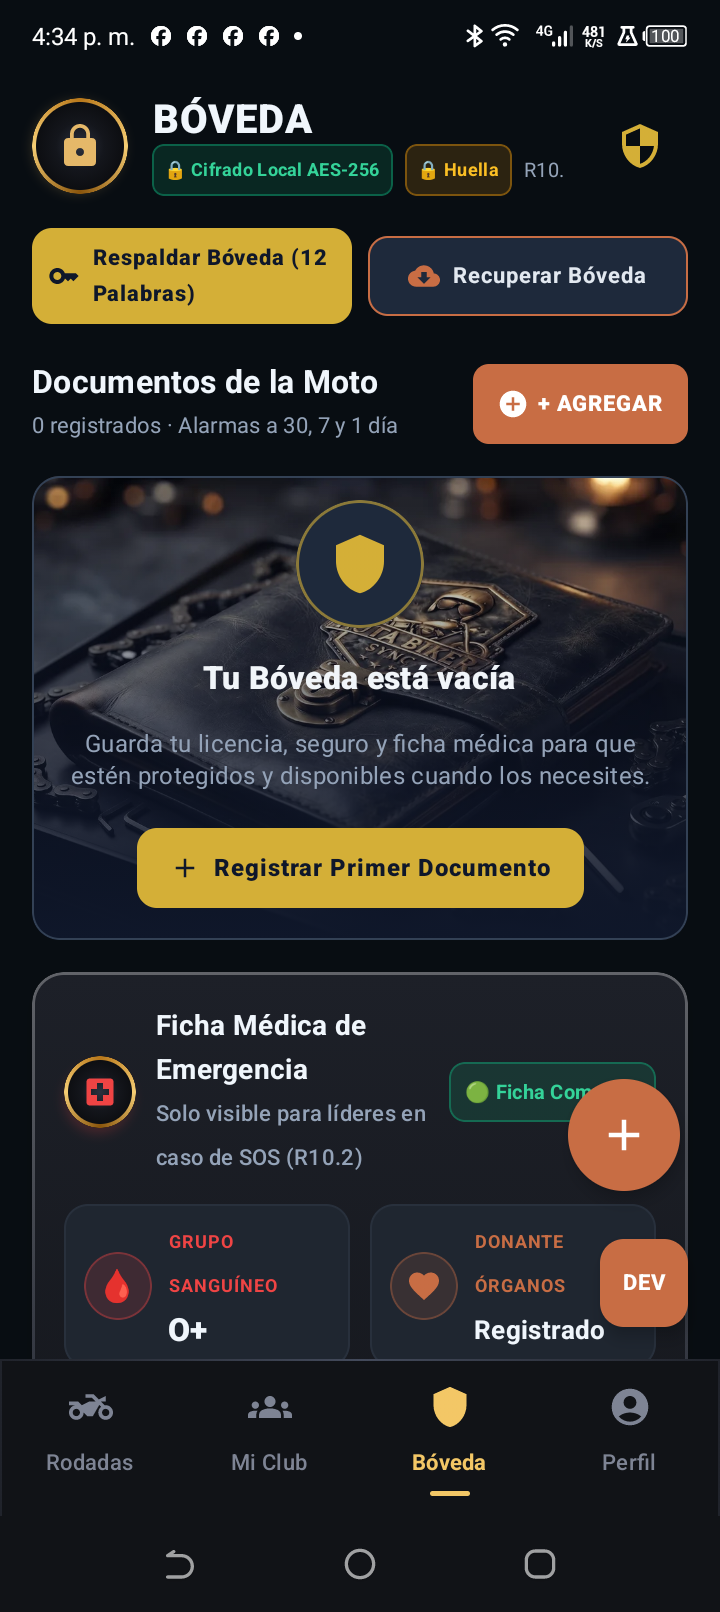 4:34 p. m.
4G
481
K/S
100
BÓVEDA
Cifrado Local AES-256
Huella
R10.
Respaldar Bóveda (12
Palabras)
Recuperar Bóveda
Documentos de la Moto
0 registrados · Alarmas a 30, 7 y 1 día
+ AGREGAR
Tu Bóveda está vacía
Guarda tu licencia, seguro y ficha médica para que
estén protegidos y disponibles cuando los necesites.
Registrar Primer Documento
Ficha Médica de
Emergencia
Solo visible para líderes en
caso de SOS (R10.2)
Ficha Com
GRUPO
SANGUÍNEO
O+
DONANTE
ÓRGANOS
Registrado
DEV
Rodadas
Mi Club
Bóveda
Perfil